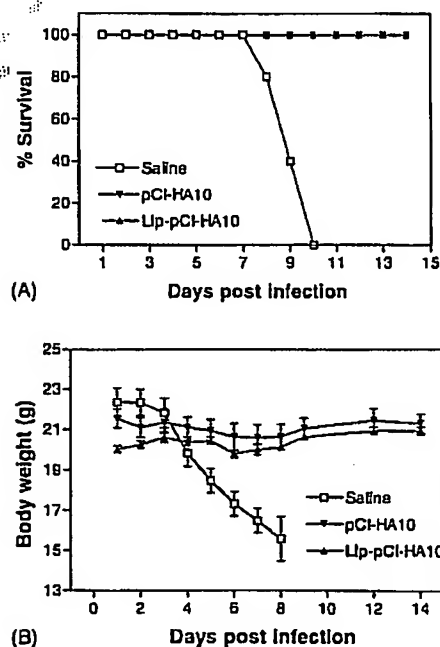 100
80
60
40
20
0
% Survival
Saline
pCI-HA10
Lip-pCI-HA10
1 3 5 7 9 11 13 15
(A) Days post infection
25
23
21
19
17
15
13
Body weight (g)
Saline
pCI-HA10
Lip-pCI-HA10
0 2 4 6 8 10 12 14
(B) Days post infection